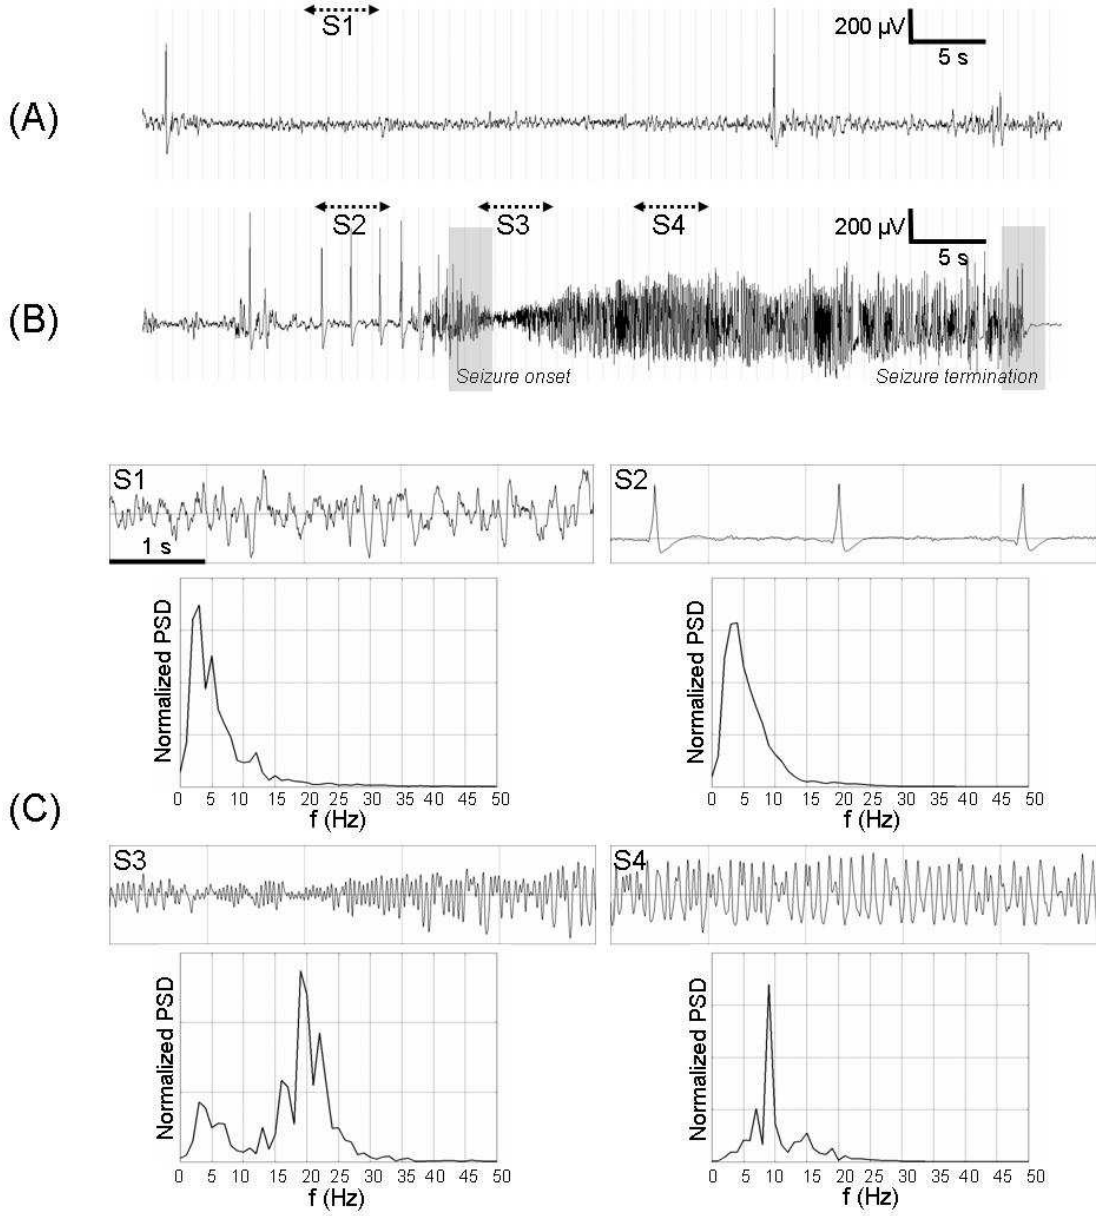 S1
200 µV
5 s
(A)
S2
S3
S4
200 µV
5 s
(B)
Seizure onset
Seizure termination
S1
S2
1 s
Normalized PSD
0 5 10 15 20 25 30 35 40 45 50
f (Hz)
Normalized PSD
0 5 10 15 20 25 30 35 40 45 50
f (Hz)
(C)
S3
S4
Normalized PSD
0 5 10 15 20 25 30 35 40 45 50
f (Hz)
Normalized PSD
0 5 10 15 20 25 30 35 40 45 50
f (Hz)